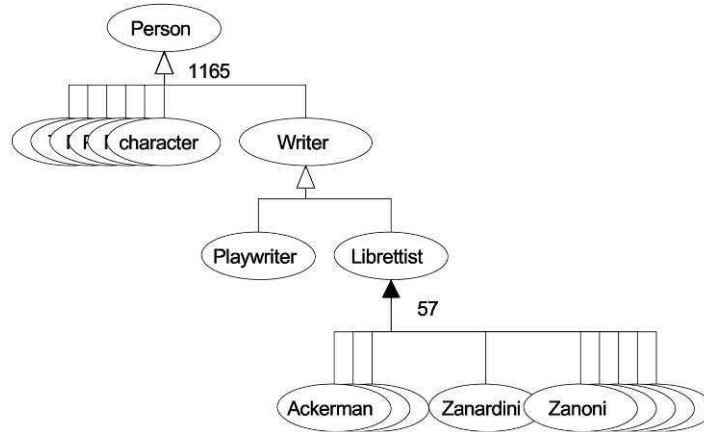 Person
1165
character
Writer
Playwriter
Librettist
57
Ackerman
Zanardini
Zanoni